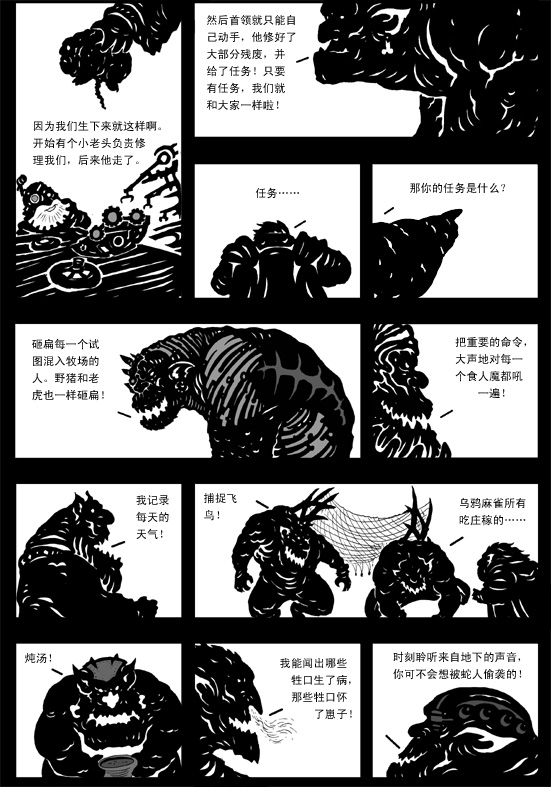 因为我们生下来就这样啊。
开始有个小老头负责修
理我们，后来他走了。
然后首领就只能自
己动手，他修好了
大部分残废，并
给了任务！只要
有任务，我们就
和大家一样啦！
任务……
那你的任务是什么？
砸扁每一个试
图混入牧场的
人。野猪和老
虎也一样砸扁！
把重要的命令，
大声地对每一
个食人魔都吼
一遍！
我记录
每天的
天气！
捕捉飞
鸟！
乌鸦麻雀所有
吃庄稼的……
炖汤！
我能闻出哪些
牲口生了病，
那些牲口怀
了崽子！
时刻聆听来自地下的声音，
你可不会想被蛇人偷袭的！